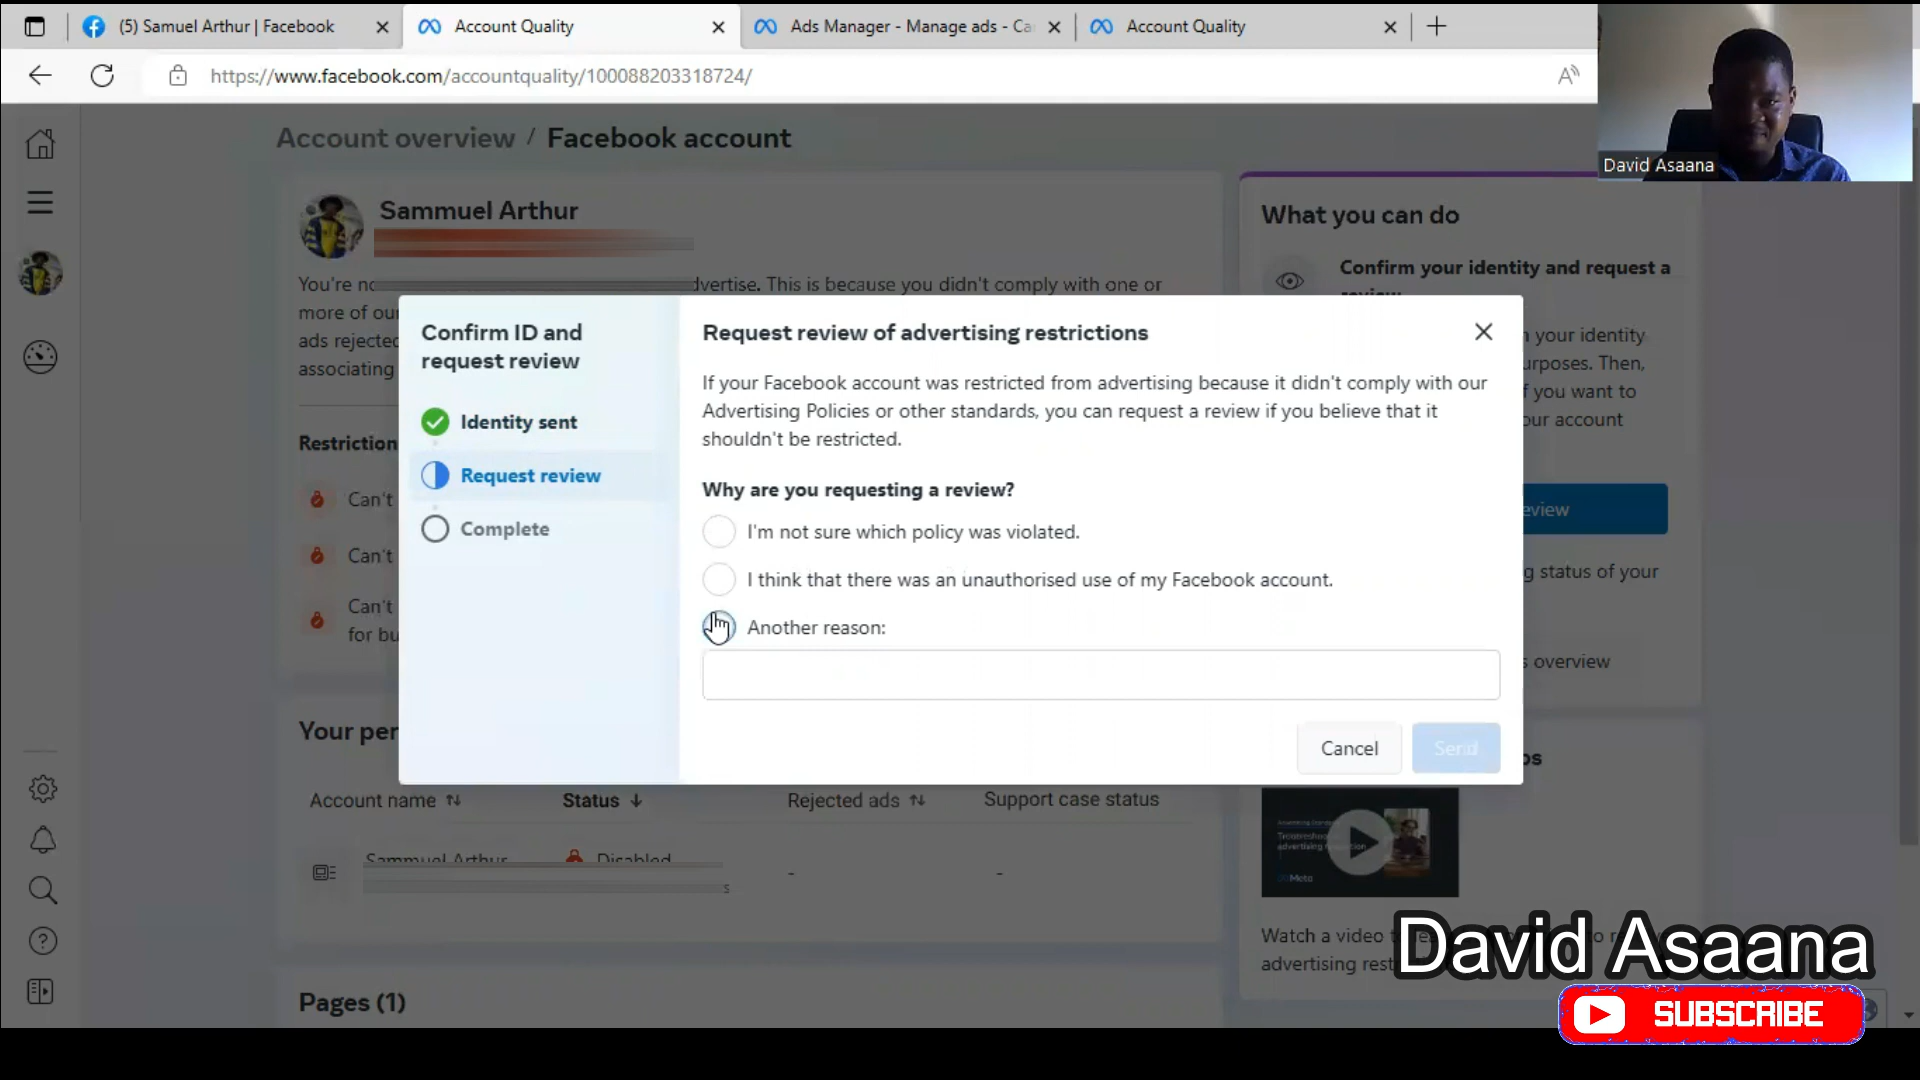 (5) Samuel Arthur | Facebook
Account Quality
Ads Manager - Manage ads - Ca
Account Quality
https://www.facebook.com/accountquality/100088203318724/
David Asaana
Account overview / Facebook account
Sammuel Arthur
You're no
dvertise. This is because you didn't comply with one or
more of our
ads rejected
associating
What you can do
Confirm your identity and request a
review
your identity
urposes. Then,
f you want to
our account
eview
g status of your
s overview
Confirm ID and
request review
Identity sent
Request review
Complete
Request review of advertising restrictions
If your Facebook account was restricted from advertising because it didn't comply with our
Advertising Policies or other standards, you can request a review if you believe that it
shouldn't be restricted.
Why are you requesting a review?
I'm not sure which policy was violated.
I think that there was an unauthorised use of my Facebook account.
Another reason:
Cancel
Send
Restriction
Can't
Can't
Can't
for bu
Your per
ps
Account name
Status
Rejected ads
Support case status
Sammuel Arthur
Disabled
-
-
s
Meta
Watch a video
advertising rest
Pages (1)
David Asaana
SUBSCRIBE